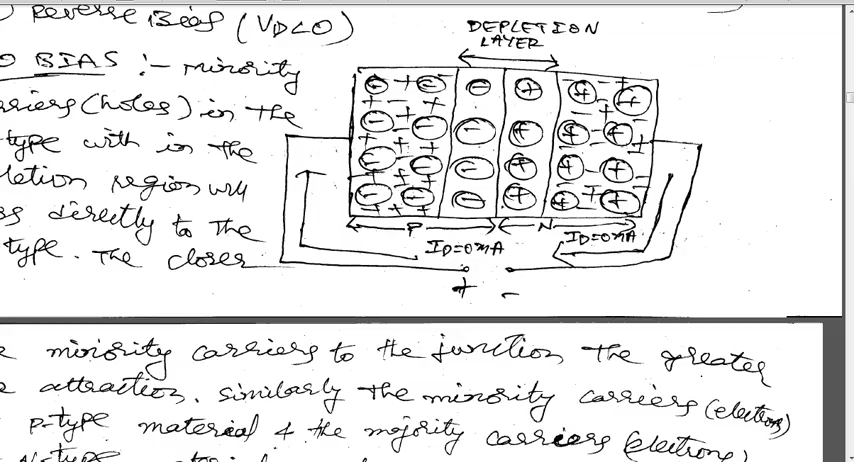 Reverse Bias (VD<0)
BIAS :- minority
(holes) in the
type with in the
region will
directly to the
type. The closer
DEPLETION
LAYER
P
N
ID=0mA
ID=0mA
+ -
minority carriers to the junction the greater
attraction. Similarly the minority carriers (electrons)
P-type material & the majority carriers (electrons)